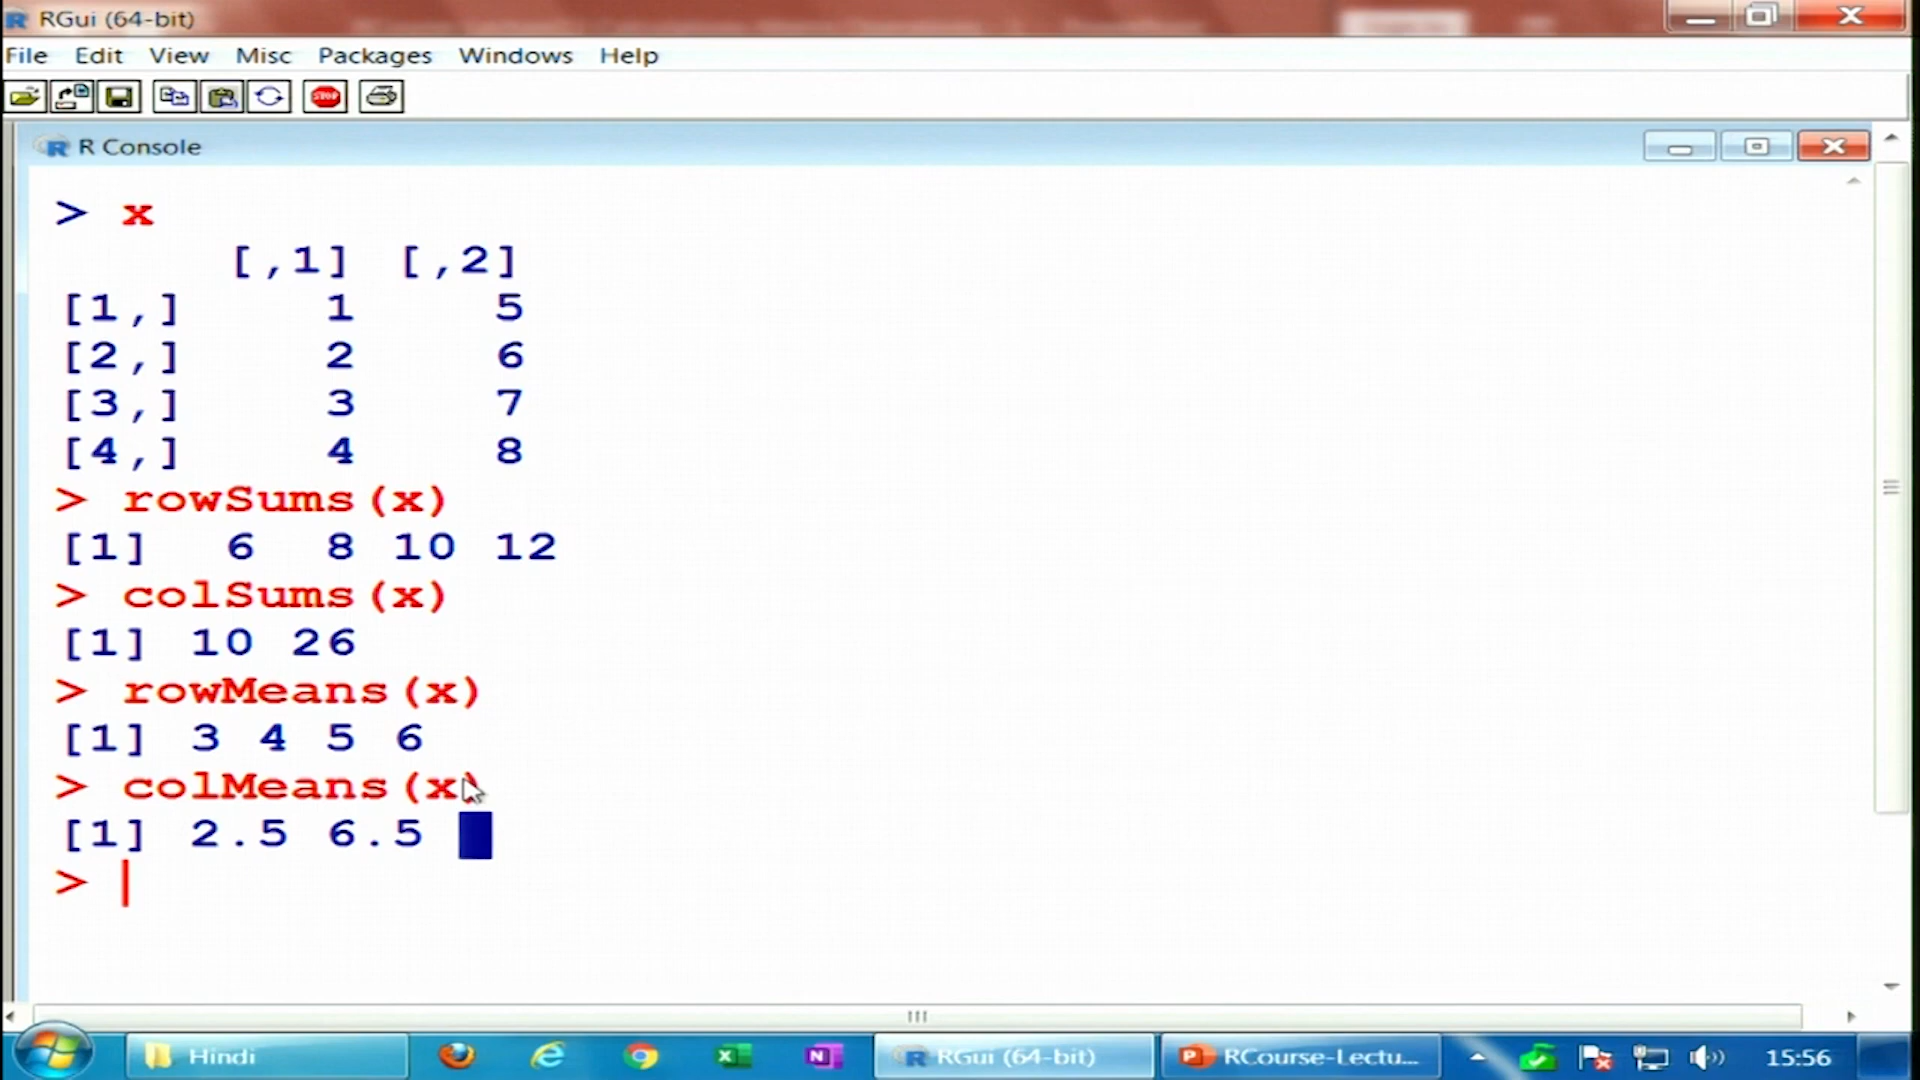 RGui (64-bit)
File Edit View Misc Packages Windows Help
STOP
R Console
> x
[,1] [,2]
[1,] 1 5
[2,] 2 6
[3,] 3 7
[4,] 4 8
> rowSums(x)
[1] 6 8 10 12
> colSums(x)
[1] 10 26
> rowMeans(x)
[1] 3 4 5 6
> colMeans(x)
[1] 2.5 6.5
>
Hindi RGui (64-bit) RCourse-Lectu... 15:56